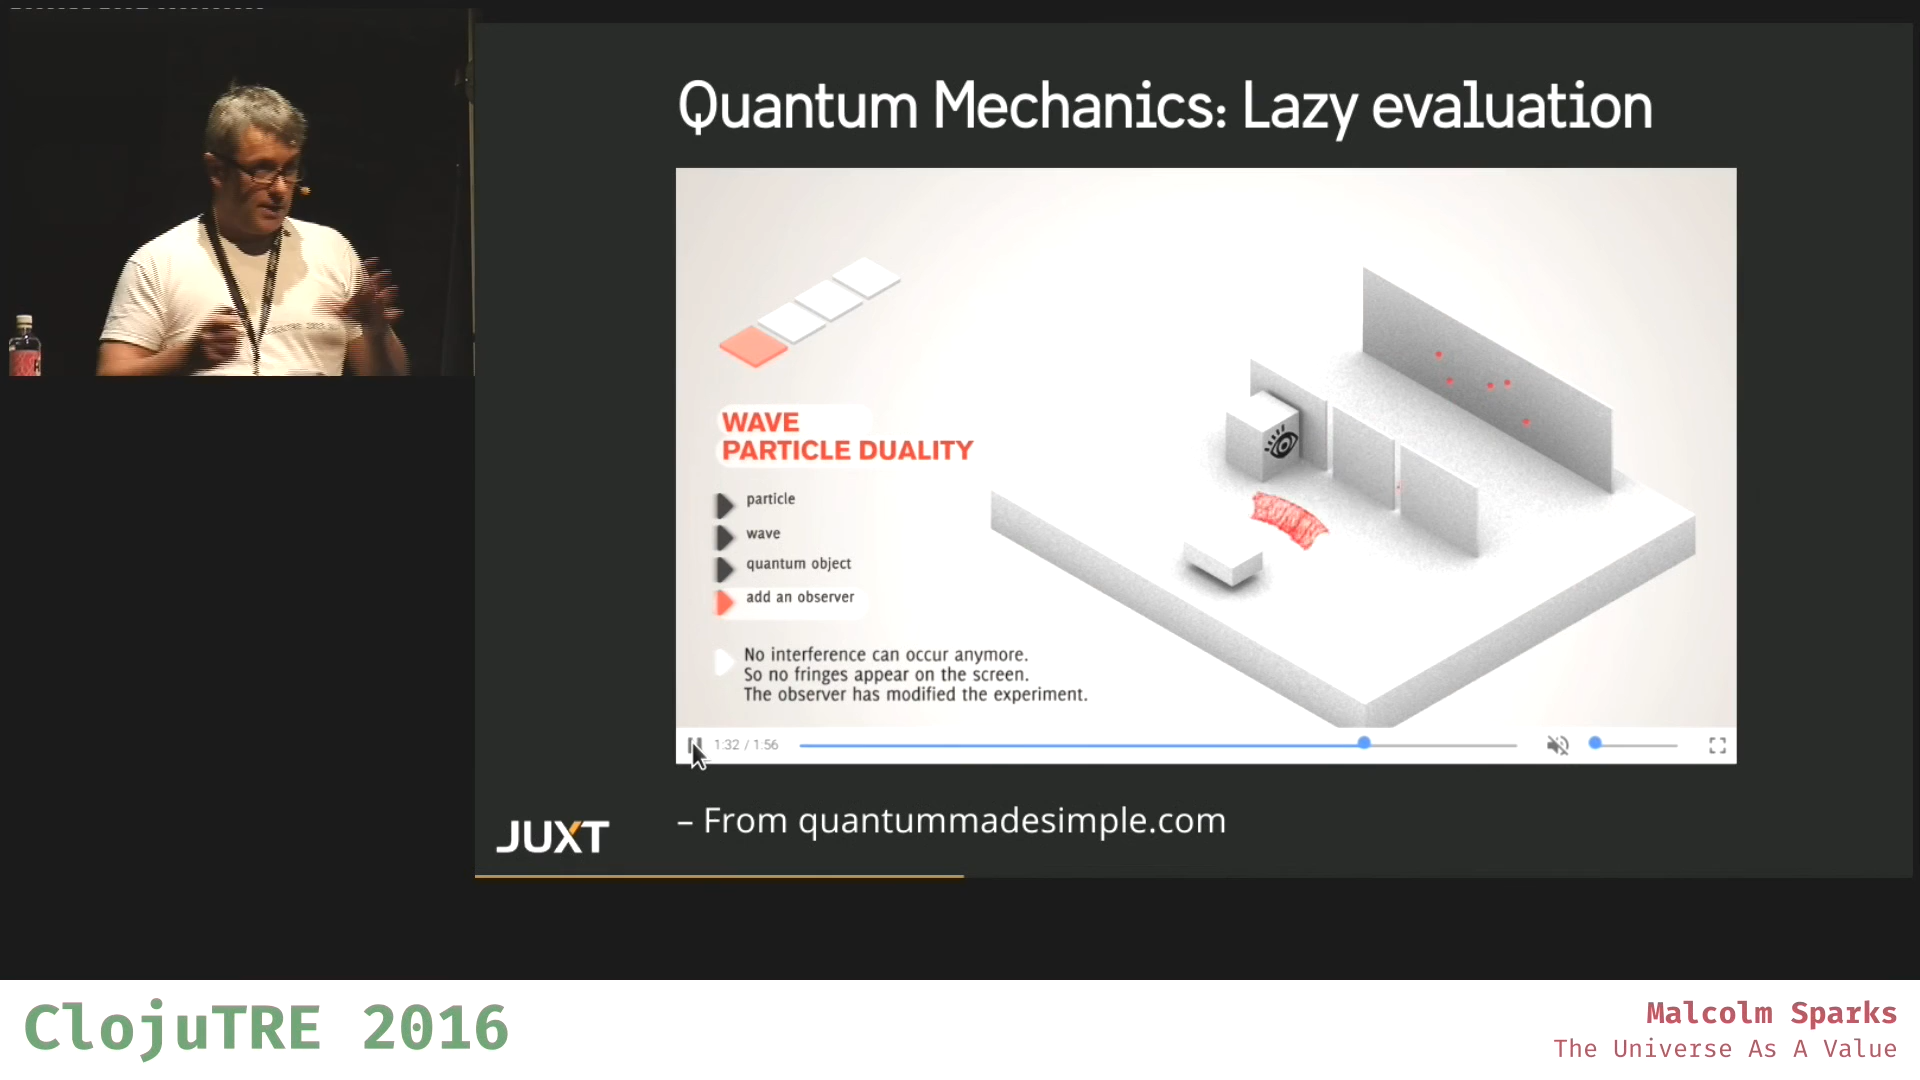 Quantum Mechanics: Lazy evaluation
WAVE
PARTICLE DUALITY
particle
wave
quantum object
add an observer
No interference can occur anymore.
So no fringes appear on the screen.
The observer has modified the experiment.
1:32 / 1:56
– From quantummadesimple.com
JUXT
ClojuTRE 2016
Malcolm Sparks
The Universe As A Value